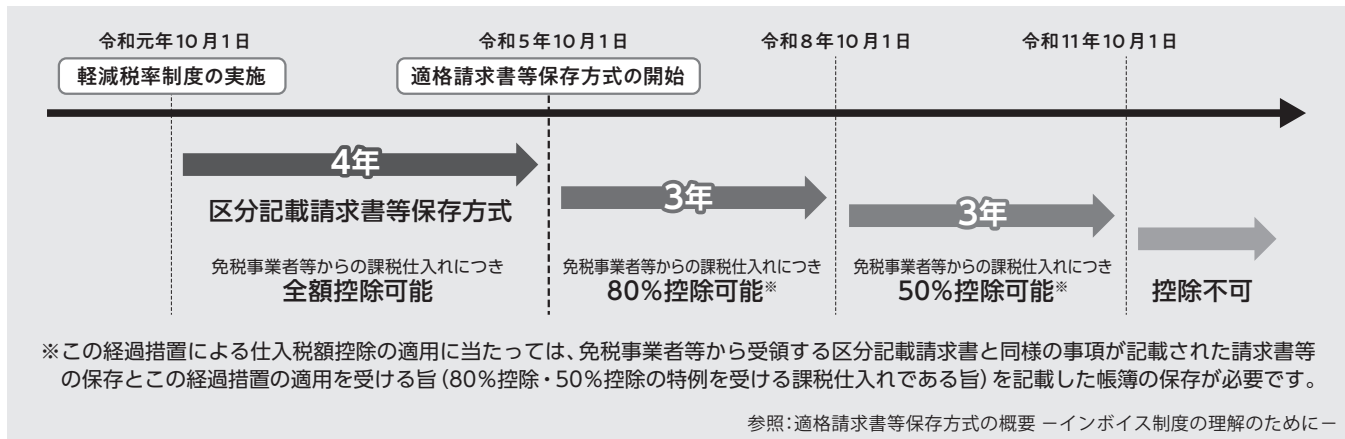 令和元年10月1日
令和5年10月1日
令和8年10月1日
令和11年10月1日
軽減税率制度の実施
適格請求書等保存方式の開始
4年
3年
3年
区分記載請求書等保存方式
免税事業者等からの課税仕入れにつき
全額控除可能
免税事業者等からの課税仕入れにつき
80%控除可能※
免税事業者等からの課税仕入れにつき
50%控除可能※
控除不可
※この経過措置による仕入税額控除の適用に当たっては、免税事業者等から受領する区分記載請求書と同様の事項が記載された請求書等
の保存とこの経過措置の適用を受ける旨(80%控除・50%控除の特例を受ける課税仕入れである旨)を記載した帳簿の保存が必要です。
参照:適格請求書等保存方式の概要 −インボイス制度の理解のために−